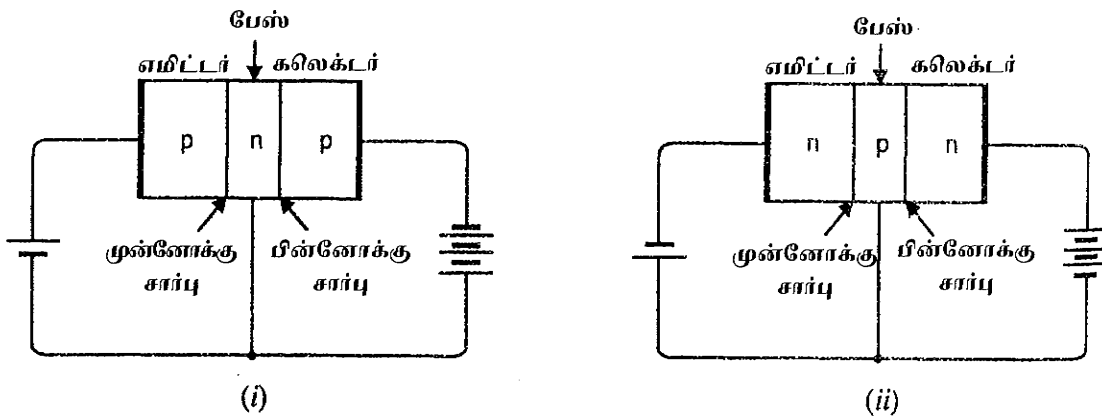 பேஸ்
எமிட்டர்
கலெக்டர்
p
n
p
முன்னோக்கு
சார்பு
பின்னோக்கு
சார்பு
(i)
பேஸ்
எமிட்டர்
கலெக்டர்
n
p
n
முன்னோக்கு
சார்பு
பின்னோக்கு
சார்பு
(ii)